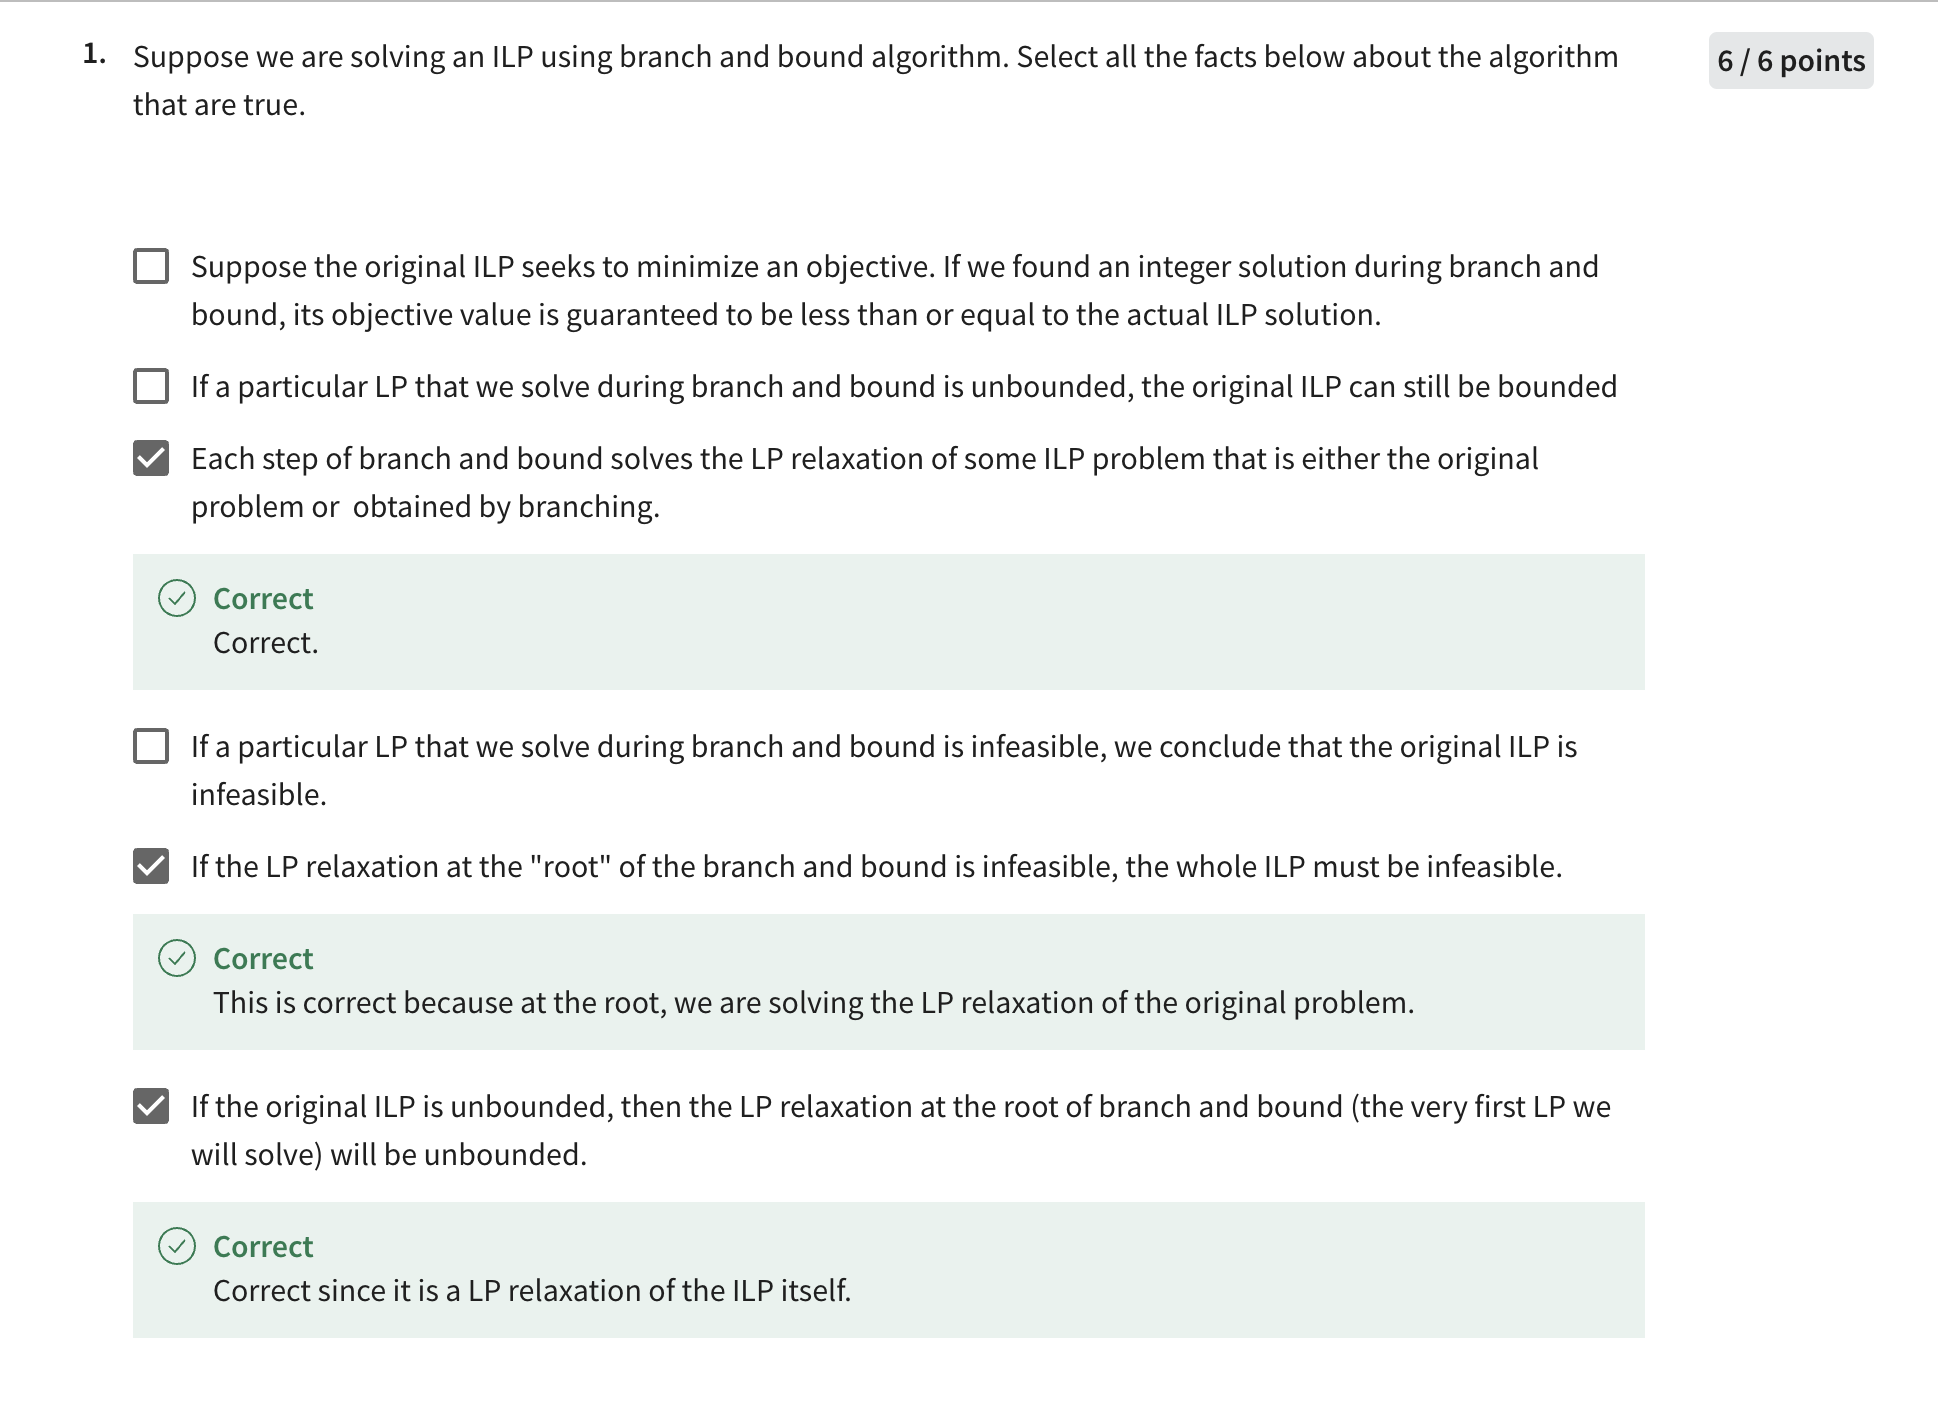 1. Suppose we are solving an ILP using branch and bound algorithm. Select all the facts below about the algorithm
that are true.
6 / 6 points
Suppose the original ILP seeks to minimize an objective. If we found an integer solution during branch and
bound, its objective value is guaranteed to be less than or equal to the actual ILP solution.
If a particular LP that we solve during branch and bound is unbounded, the original ILP can still be bounded
Each step of branch and bound solves the LP relaxation of some ILP problem that is either the original
problem or  obtained by branching.
Correct
Correct.
If a particular LP that we solve during branch and bound is infeasible, we conclude that the original ILP is
infeasible.
If the LP relaxation at the "root" of the branch and bound is infeasible, the whole ILP must be infeasible.
Correct
This is correct because at the root, we are solving the LP relaxation of the original problem.
If the original ILP is unbounded, then the LP relaxation at the root of branch and bound (the very first LP we
will solve) will be unbounded.
Correct
Correct since it is a LP relaxation of the ILP itself.